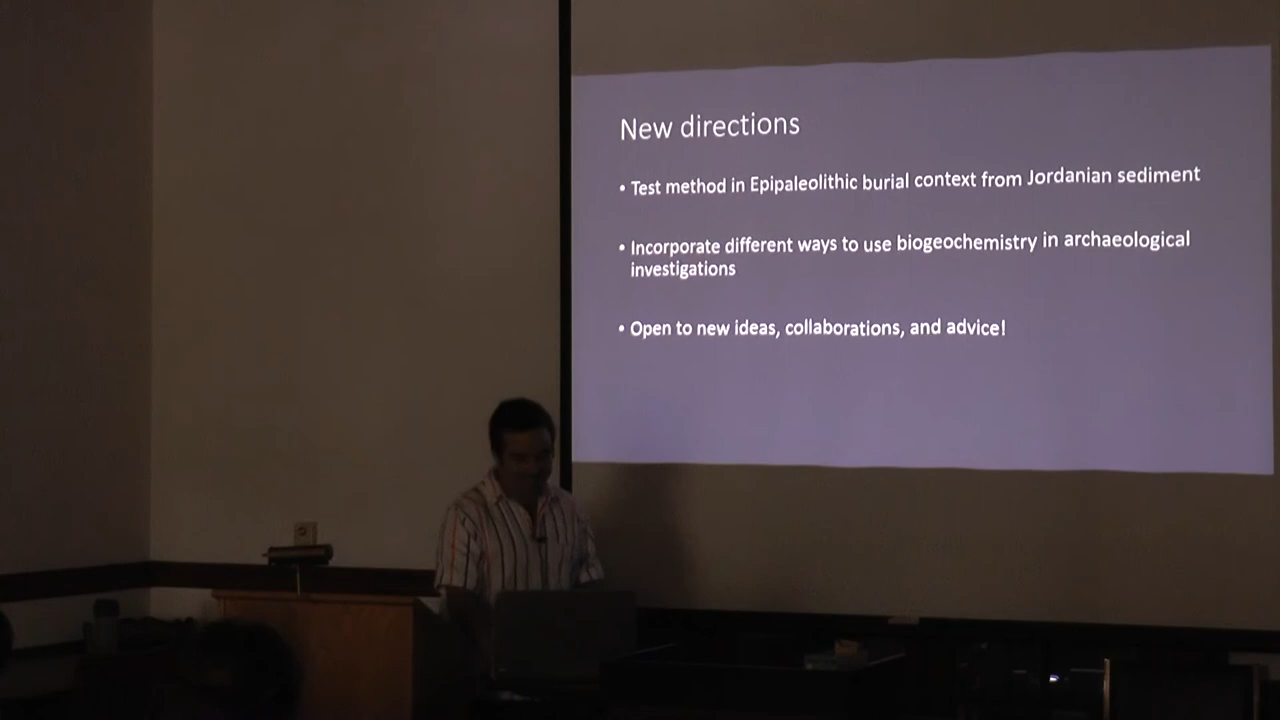 New directions
• Test method in Epipaleolithic burial context from Jordanian sediment
• Incorporate different ways to use biogeochemistry in archaeological
investigations
• Open to new ideas, collaborations, and advice!